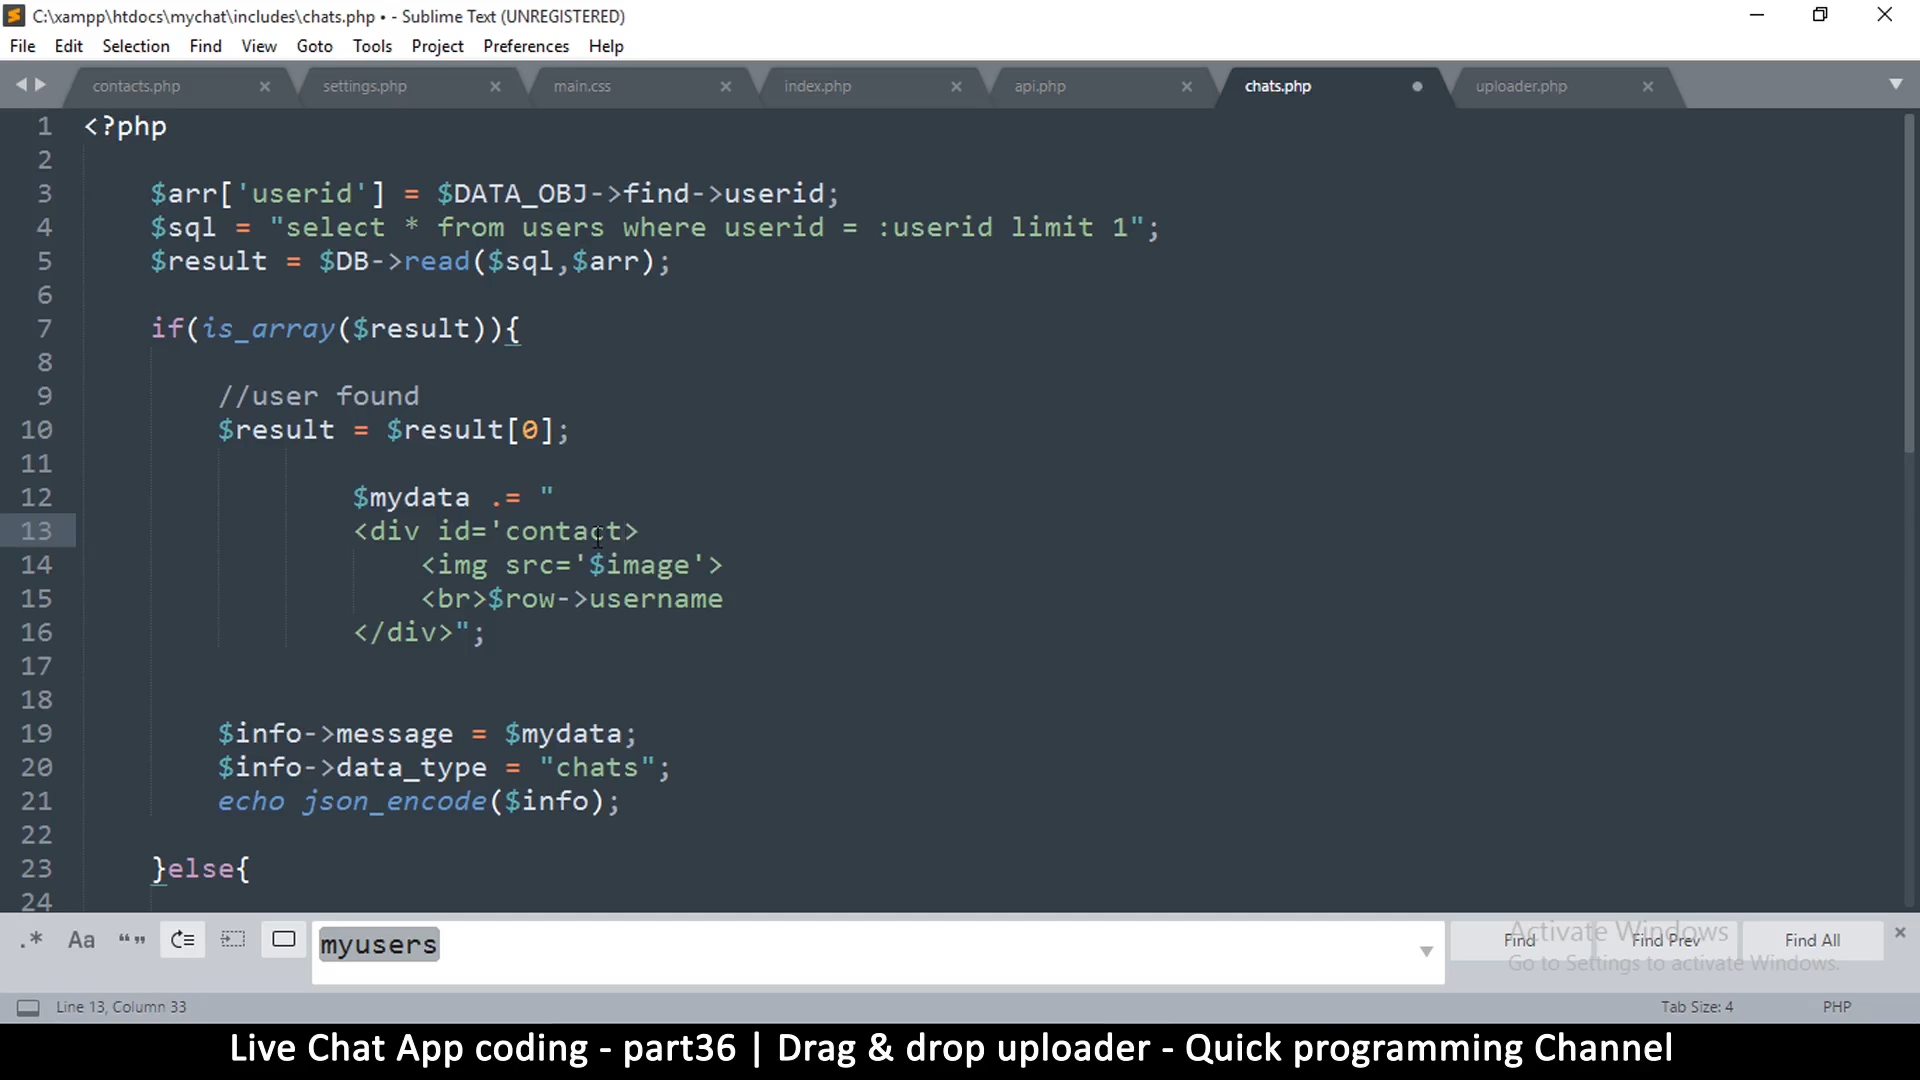 C:\xampp\htdocs\mychat\includes\chats.php • - Sublime Text (UNREGISTERED)
File Edit Selection Find View Goto Tools Project Preferences Help
contacts.php settings.php main.css index.php api.php chats.php uploader.php
1 <?php
2
3 $arr['userid'] = $DATA_OBJ->find->userid;
4 $sql = "select * from users where userid = :userid limit 1";
5 $result = $DB->read($sql,$arr);
6
7 if(is_array($result)){
8
9 //user found
10 $result = $result[0];
11
12 $mydata .= "
13 <div id='contact>
14 <img src='$image'>
15 <br>$row->username
16 </div>";
17
18
19 $info->message = $mydata;
20 $info->data_type = "chats";
21 echo json_encode($info);
22
23 }else{
24
.* Aa “” myusers Find Find Prev Find All
Activate Windows
Go to Settings to activate Windows.
Line 13, Column 33 Tab Size: 4 PHP
Live Chat App coding - part36 | Drag & drop uploader - Quick programming Channel